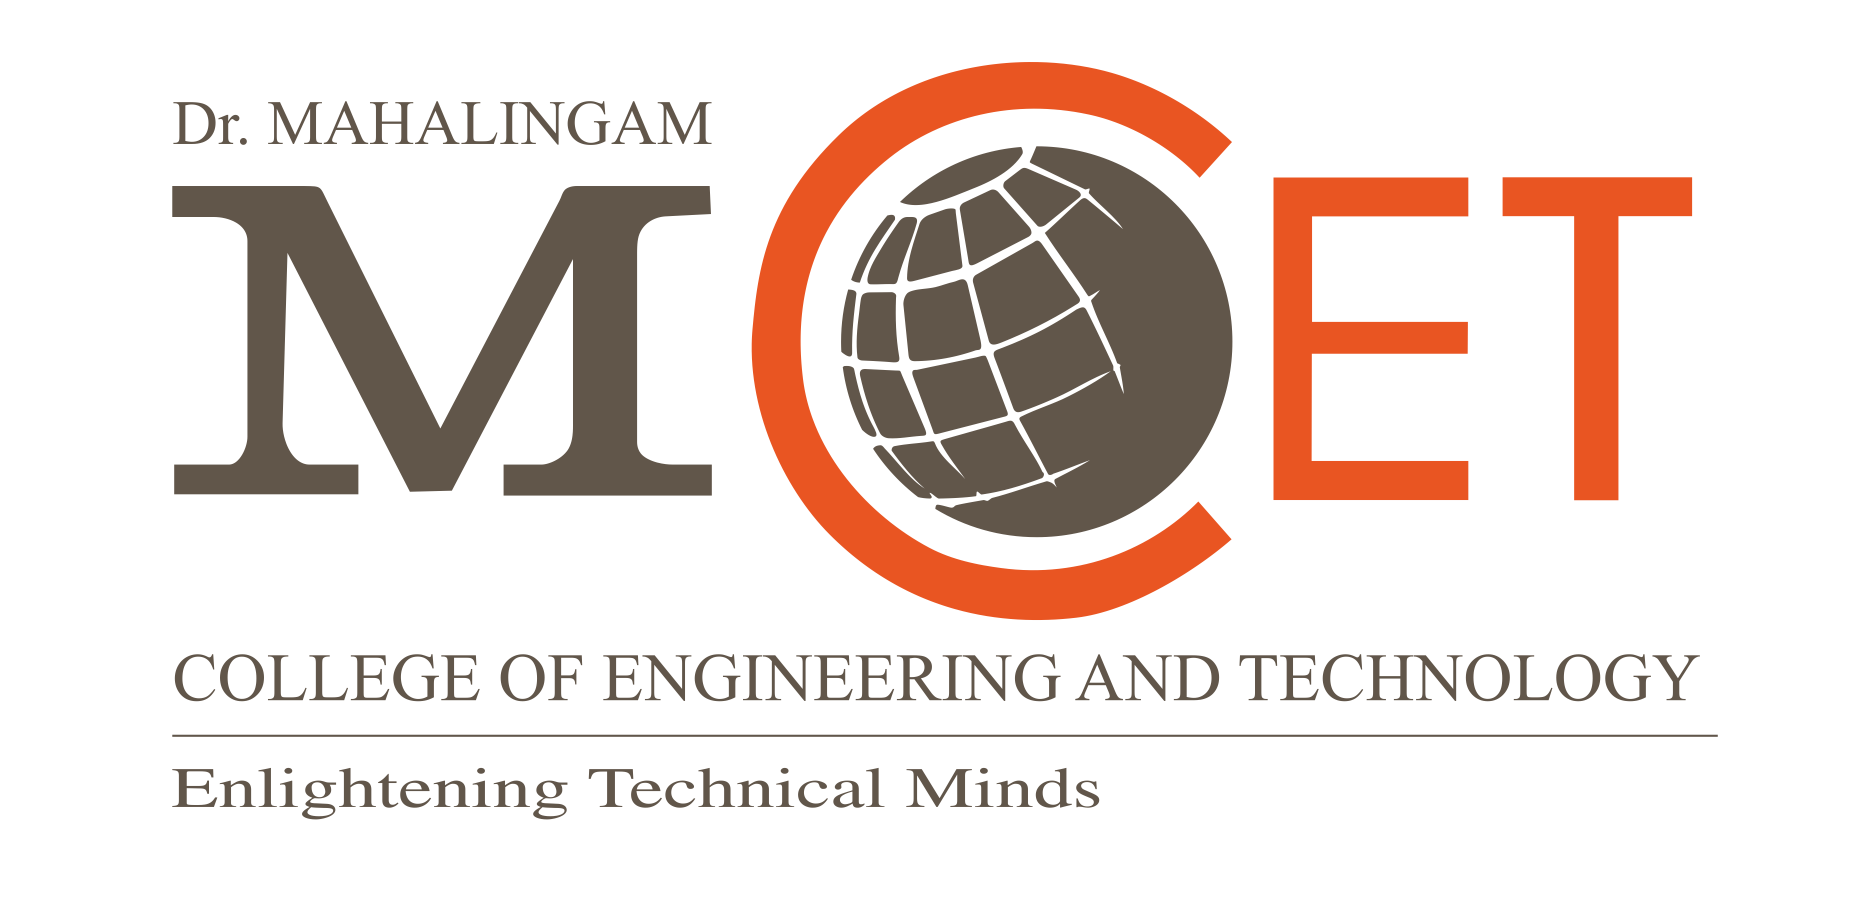 Dr. MAHALINGAM
MCET
COLLEGE OF ENGINEERING AND TECHNOLOGY
Enlightening Technical Minds